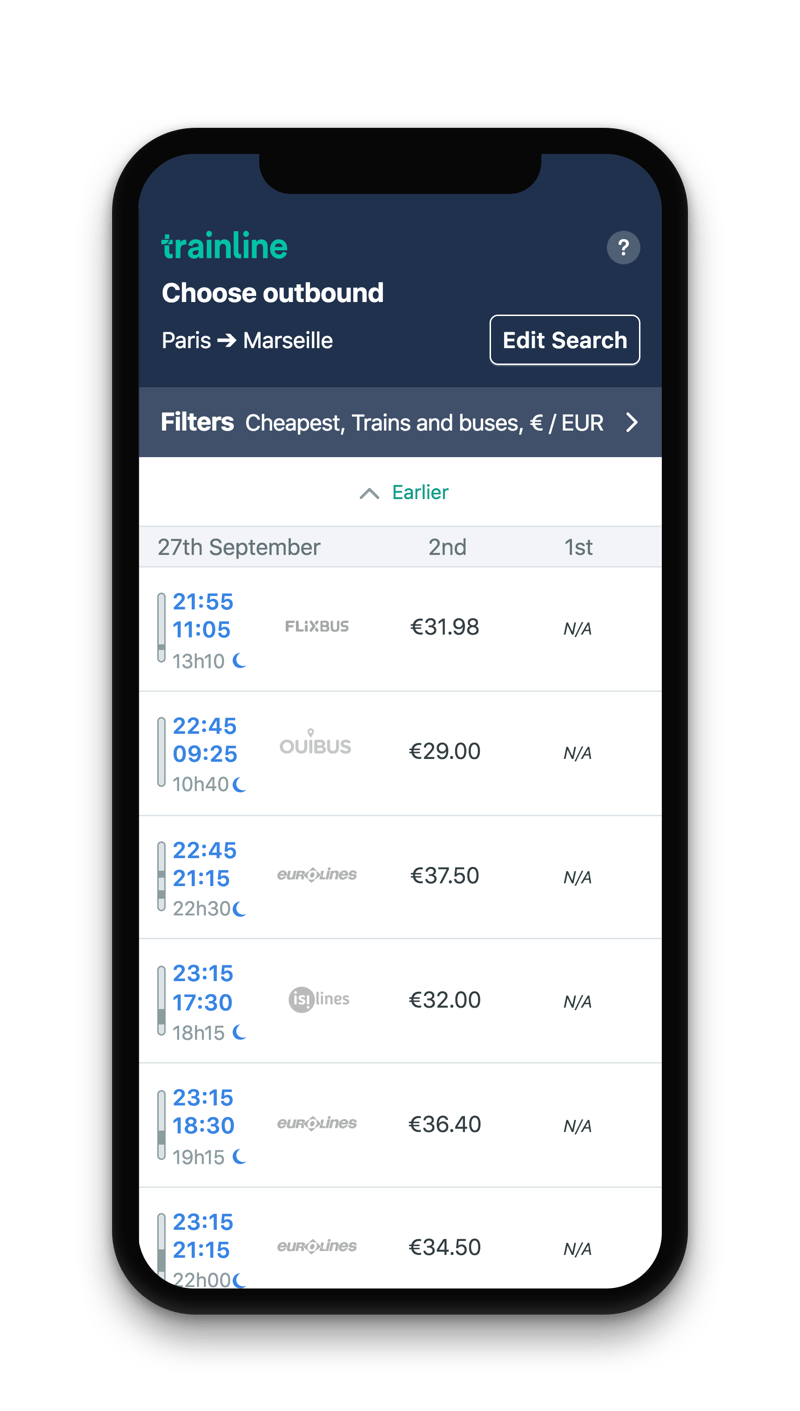 trainline
?
Choose outbound
Paris ➔ Marseille
Edit Search
Filters Cheapest, Trains and buses, € / EUR
Earlier
27th September 2nd 1st
21:55
11:05
13h10
FLiXBUS
€31.98
N/A
22:45
09:25
10h40
OUIBUS
€29.00
N/A
22:45
21:15
22h30
EUROLINES
€37.50
N/A
23:15
17:30
18h15
isilines
€32.00
N/A
23:15
18:30
19h15
EUROLINES
€36.40
N/A
23:15
21:15
22h00
EUROLINES
€34.50
N/A